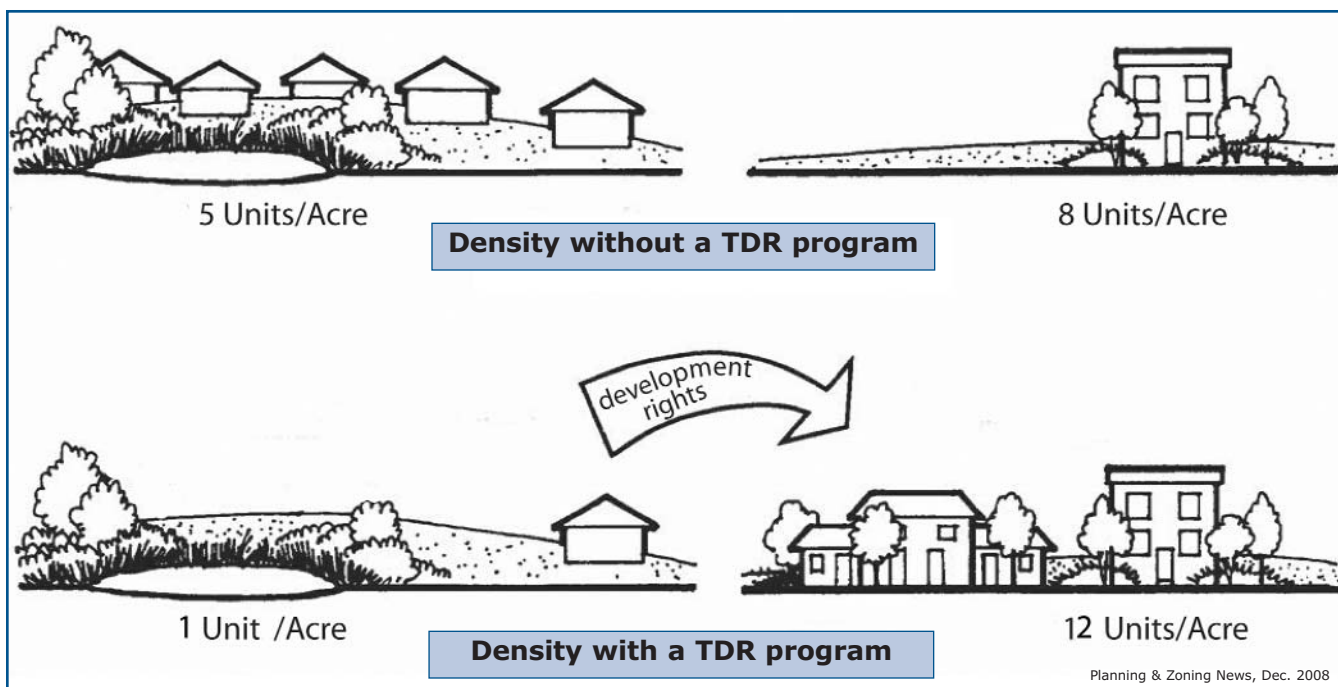 5 Units/Acre
8 Units/Acre
Density without a TDR program
development
rights
1 Unit /Acre
12 Units/Acre
Density with a TDR program
Planning & Zoning News, Dec. 2008